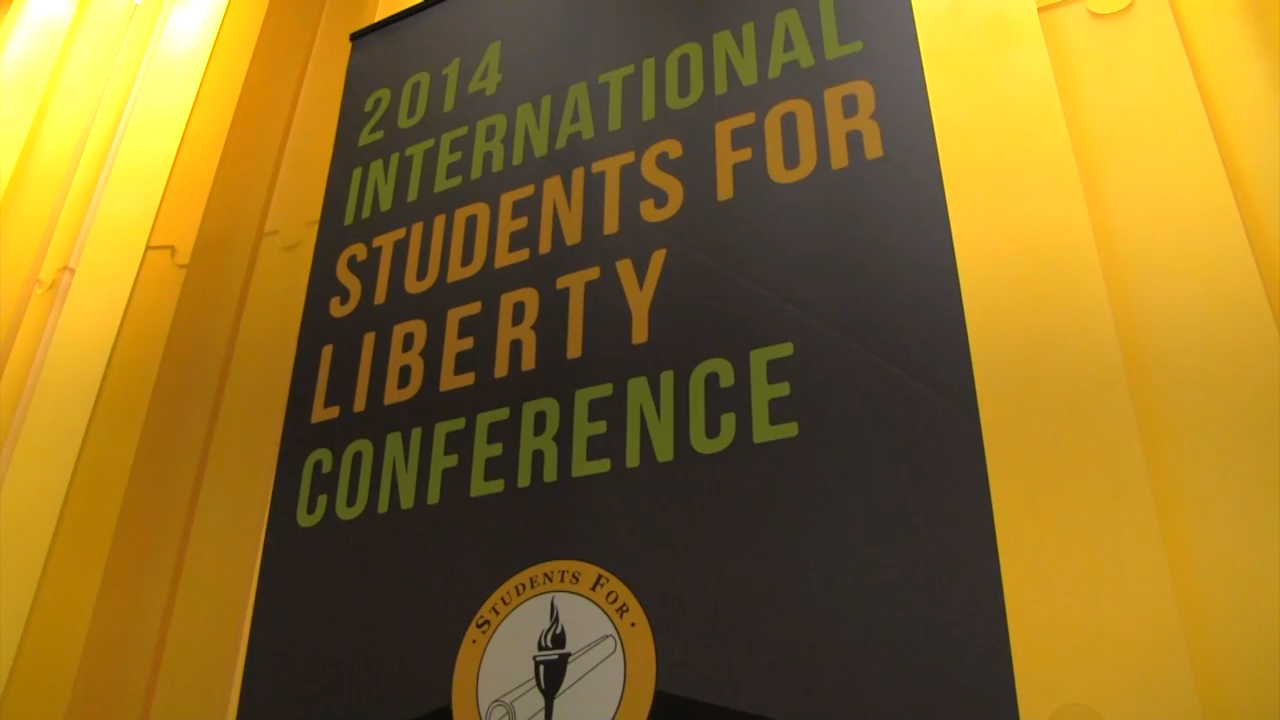 2014
INTERNATIONAL
STUDENTS FOR
LIBERTY
CONFERENCE
· STUDENTS FOR ·